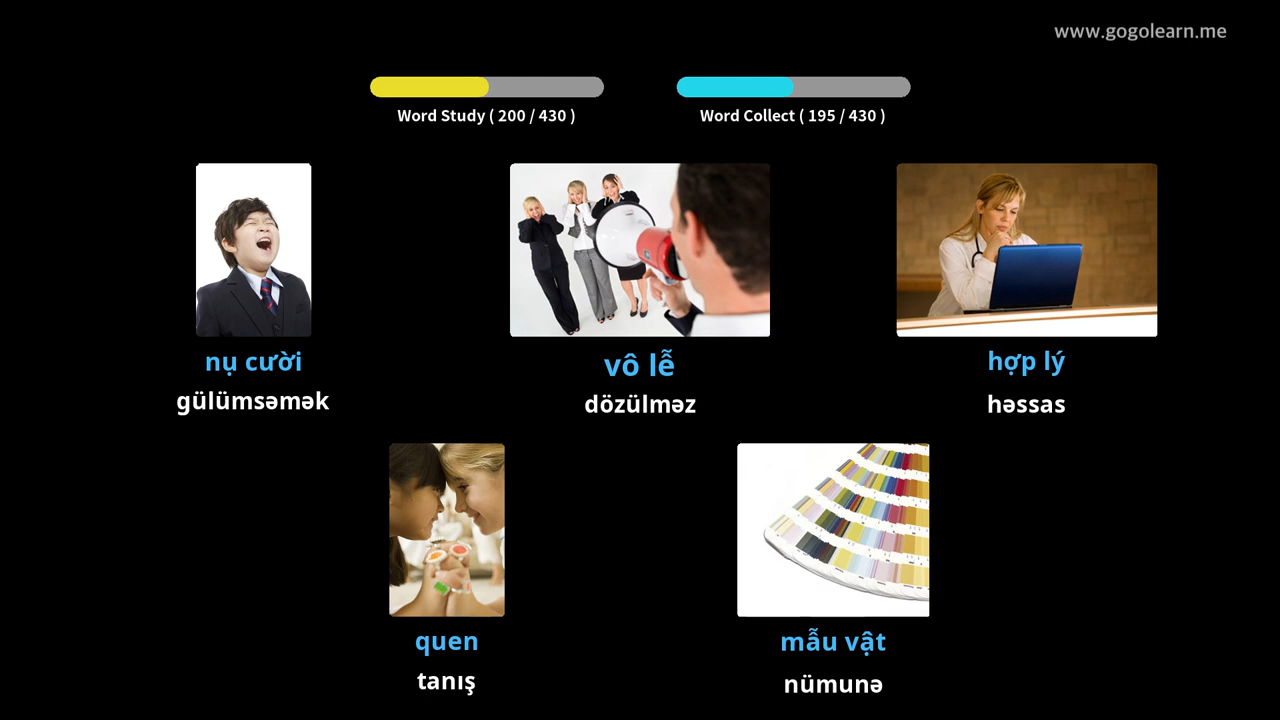 www.gogolearn.me
Word Study ( 200 / 430 )
Word Collect ( 195 / 430 )
nụ cười
gülümsəmək
vô lễ
dözülməz
hợp lý
həssas
quen
tanış
mẫu vật
nümunə